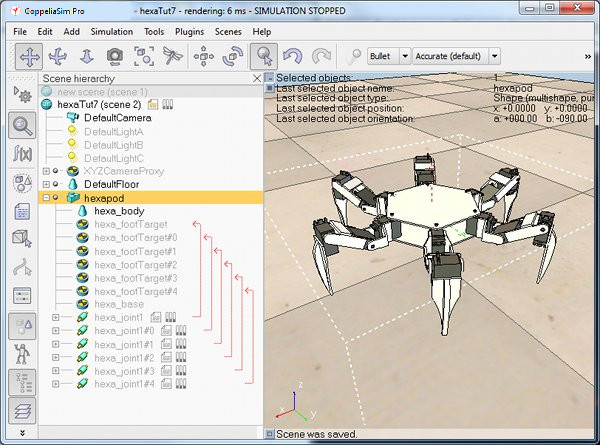 CoppeliaSim Pro - hexaTut7 - rendering: 6 ms - SIMULATION STOPPED
File Edit Add Simulation Tools Plugins Scenes Help
Bullet Accurate (default) »
Scene hierarchy
new scene (scene 1)
hexaTut7 (scene 2)
DefaultCamera
DefaultLightA
DefaultLightB
DefaultLightC
XYZCameraProxy
DefaultFloor
hexapod
hexa_body
hexa_footTarget
hexa_footTarget#0
hexa_footTarget#1
hexa_footTarget#2
hexa_footTarget#3
hexa_footTarget#4
hexa_base
hexa_joint1
hexa_joint1#0
hexa_joint1#1
hexa_joint1#2
hexa_joint1#3
hexa_joint1#4
Selected objects: 1
Last selected object name: hexapod
Last selected object type: Shape (multishape, pur
Last selected object position: x: +0.0000 y: +0.0000
Last selected object orientation: a: +000.00 b: -090.00
f(x)
z
x
y
Scene was saved.